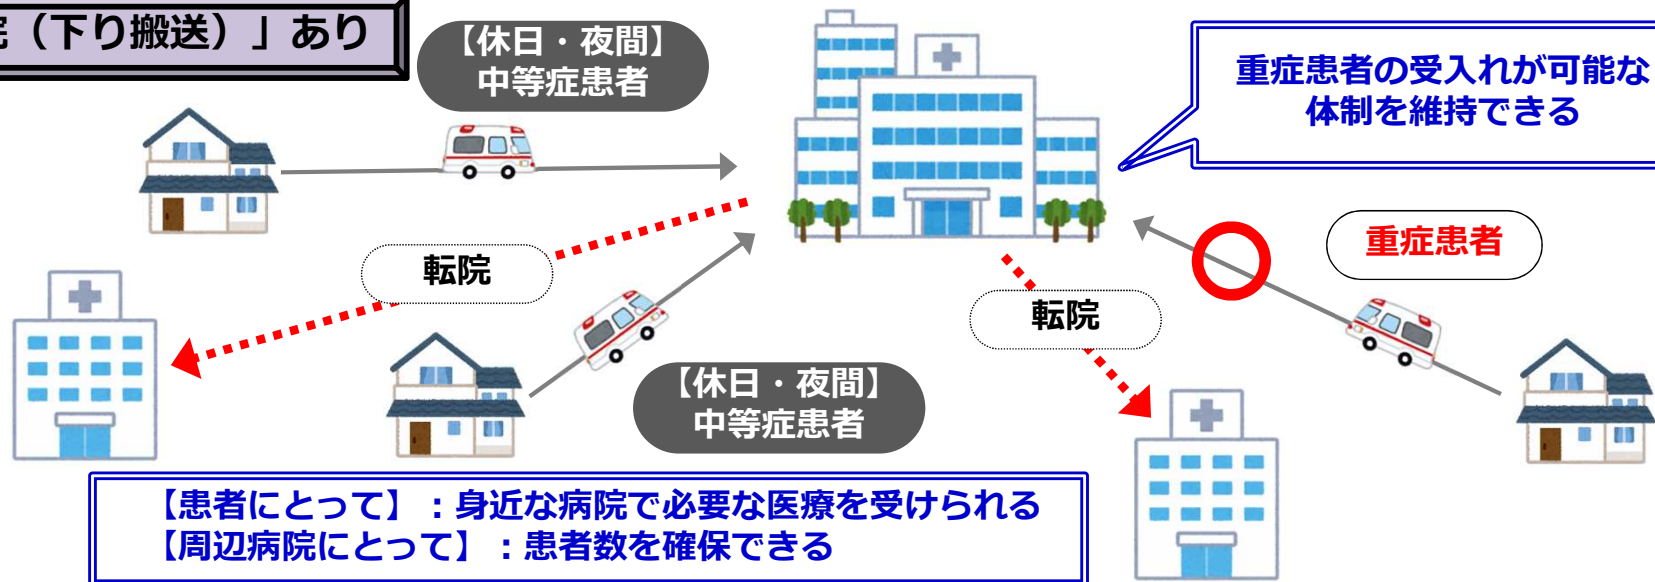 院（下り搬送）」あり
【休日・夜間】
中等症患者
重症患者の受入れが可能な
体制を維持できる
重症患者
転院
転院
【休日・夜間】
中等症患者
【患者にとって】：身近な病院で必要な医療を受けられる
【周辺病院にとって】：患者数を確保できる